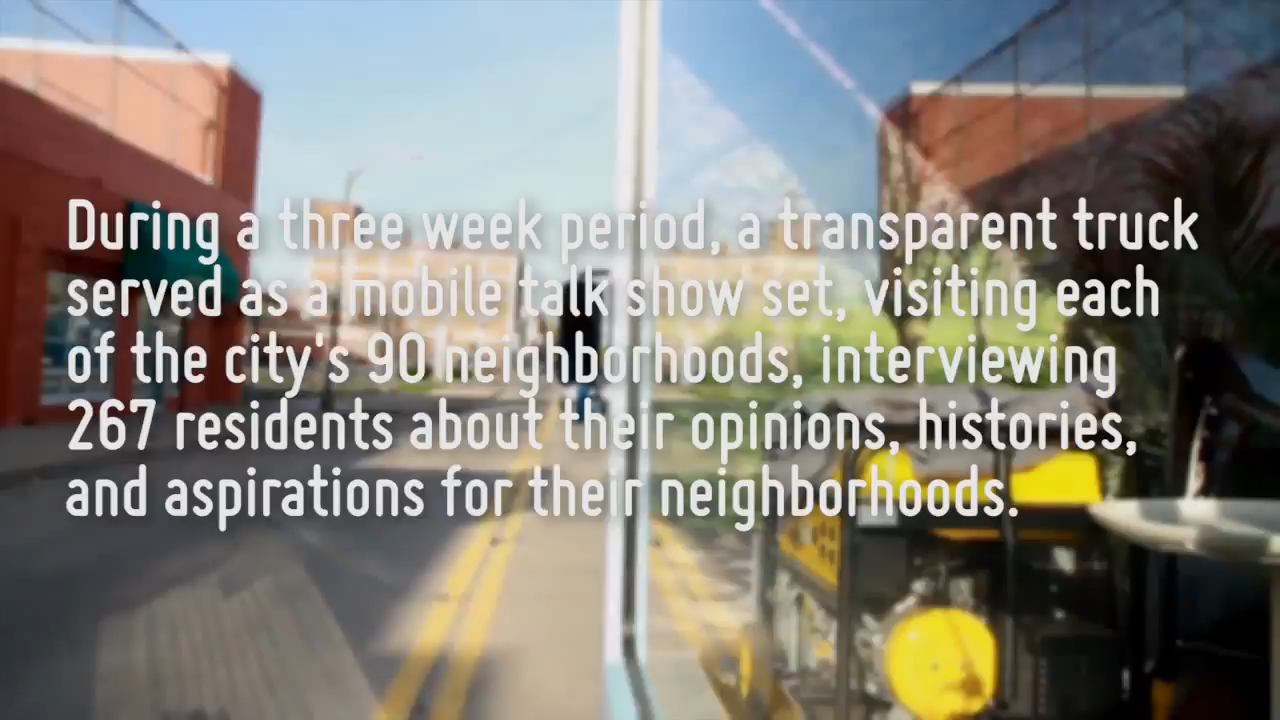 During a three week period, a transparent truck
served as a mobile talk show set, visiting each
of the city's 90 neighborhoods, interviewing
267 residents about their opinions, histories,
and aspirations for their neighborhoods.